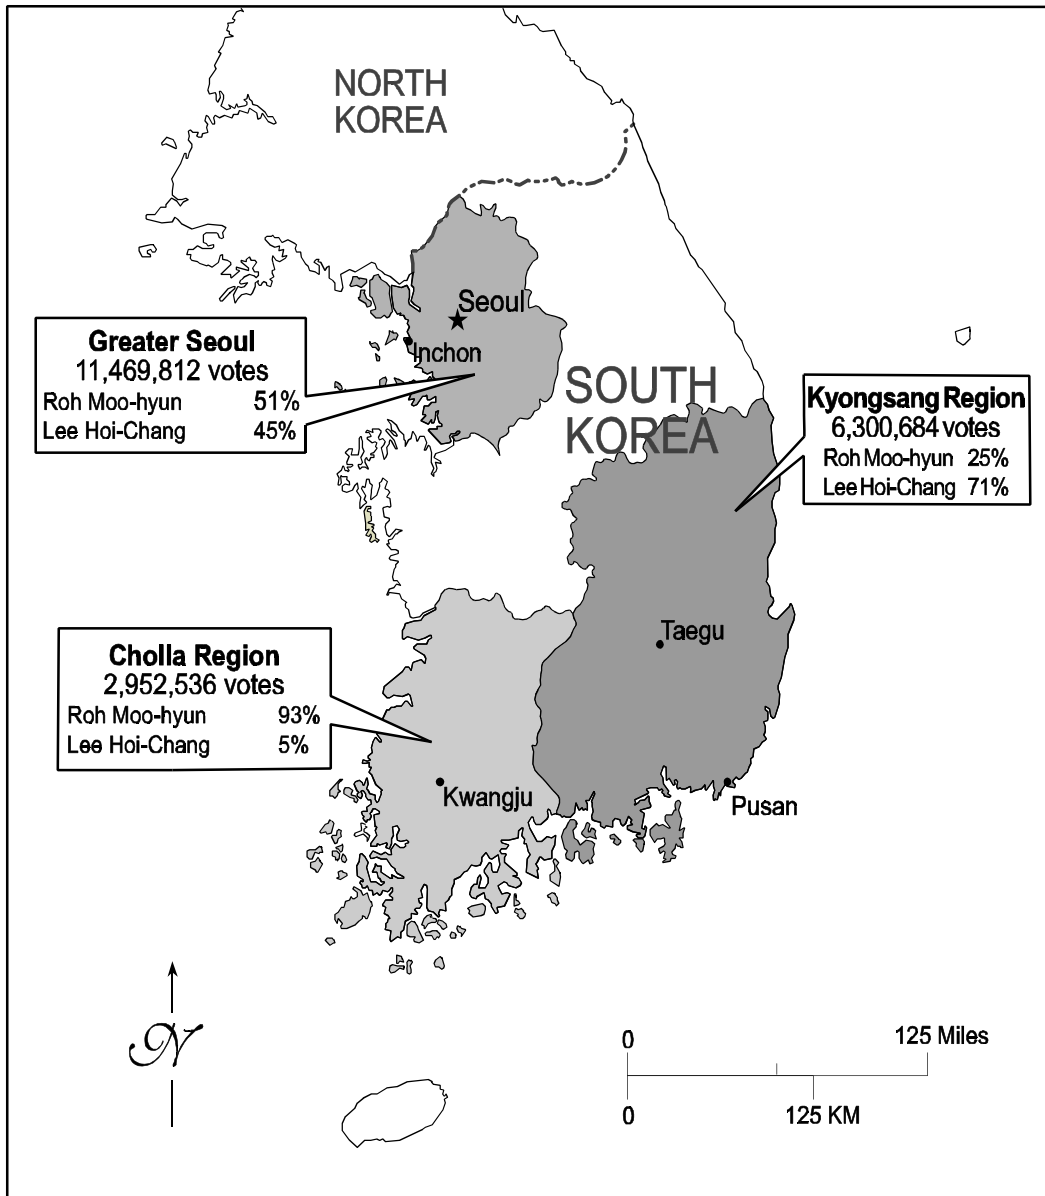 NORTH
KOREA
Seoul
Inchon
Greater Seoul
11,469,812 votes
Roh Moo-hyun 51%
Lee Hoi-Chang 45%
SOUTH
KOREA
Kyongsang Region
6,300,684 votes
Roh Moo-hyun 25%
Lee Hoi-Chang 71%
Taegu
Cholla Region
2,952,536 votes
Roh Moo-hyun 93%
Lee Hoi-Chang 5%
Kwangju
Pusan
N
0 125 Miles
0 125 KM